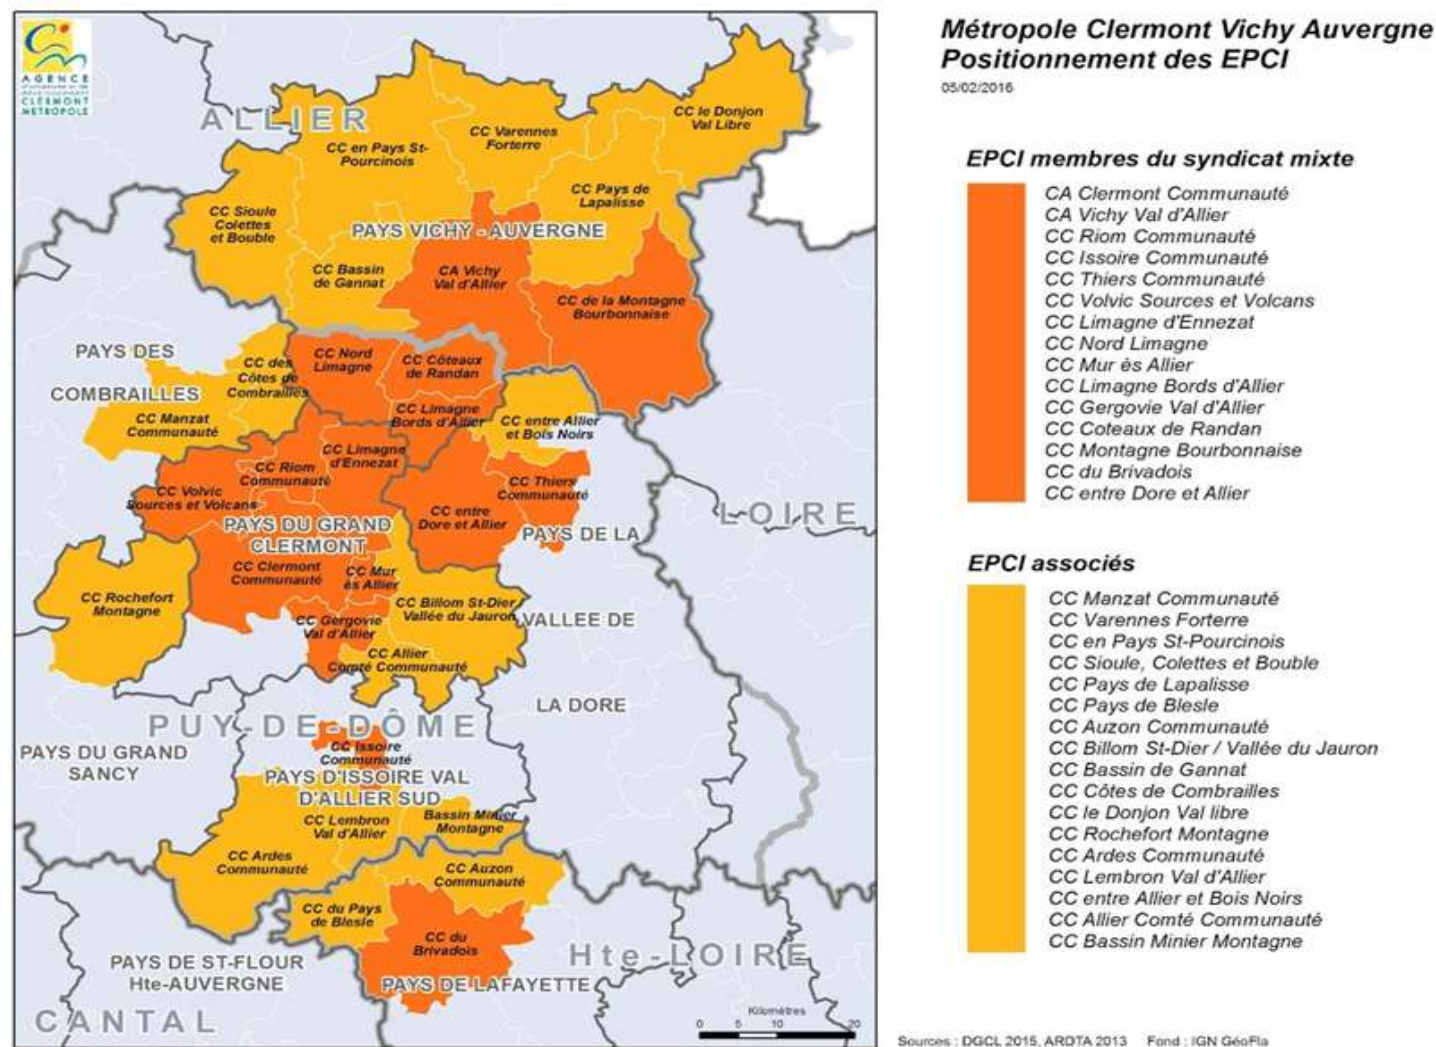 Métropole Clermont Vichy Auvergne
Positionnement des EPCI
05/02/2016
EPCI membres du syndicat mixte
CA Clermont Communauté
CA Vichy Val d'Allier
CC Riom Communauté
CC Issoire Communauté
CC Thiers Communauté
CC Volvic Sources et Volcans
CC Limagne d'Ennezat
CC Nord Limagne
CC Mur ès Allier
CC Limagne Bords d'Allier
CC Gergovie Val d'Allier
CC Coteaux de Randan
CC Montagne Bourbonnaise
CC du Brivadois
CC entre Dore et Allier
EPCI associés
CC Manzat Communauté
CC Varennes Forterre
CC en Pays St-Pourcinois
CC Sioule, Colettes et Bouble
CC Pays de Lapalisse
CC Pays de Blesle
CC Auzon Communauté
CC Billom St-Dier / Vallée du Jauron
CC Bassin de Gannat
CC Côtes de Combrailles
CC le Donjon Val libre
CC Rochefort Montagne
CC Ardes Communauté
CC Lembron Val d'Allier
CC entre Allier et Bois Noirs
CC Allier Comté Communauté
CC Bassin Minier Montagne
Sources : DGCL 2015, ARDTA 2013 Fond : IGN GéoFla
AGENCE
CLERMONT
METROPOLE
ALLIER
CC le Donjon
Val Libre
CC Varennes
Forterre
CC en Pays St-
Pourcinois
CC Pays de
Lapalisse
CC Sioule
Colettes
et Bouble
PAYS VICHY - AUVERGNE
CC Bassin
de Gannat
CA Vichy
Val d'Allier
CC de la Montagne
Bourbonnaise
PAYS DES
COMBRAILLES
CC des
Côtes de
Combrailles
CC Nord
Limagne
CC Côteaux
de Randan
CC Manzat
Communauté
CC Limagne
Bords d'Allier
CC entre Allier
et Bois Noirs
CC Limagne
d'Ennezat
CC Riom
Communauté
CC Volvic
Sources et Volcans
CC Thiers
Communauté
CC entre
Dore et Allier
LOIRE
PAYS DU GRAND
CLERMONT
PAYS DE LA
CC Clermont
Communauté
CC Mur
ès Allier
CC Rochefort
Montagne
CC Billom St-Dier
Vallée du Jauron
VALLEE DE
CC Gergovie
Val d'Allier
CC Allier
Comté Communauté
LA DORE
PUY-DE-DÔME
PAYS DU GRAND
SANCY
CC Issoire
Communauté
PAYS D'ISSOIRE VAL
D'ALLIER SUD
CC Lembron
Val d'Allier
Bassin Minier
Montagne
CC Ardes
Communauté
CC Auzon
Communauté
CC du Pays
de Blesle
CC du
Brivadois
Hte-LOIRE
PAYS DE ST-FLOUR
Hte-AUVERGNE
PAYS DE LAFAYETTE
CANTAL
Kilomètres
0 5 10 20